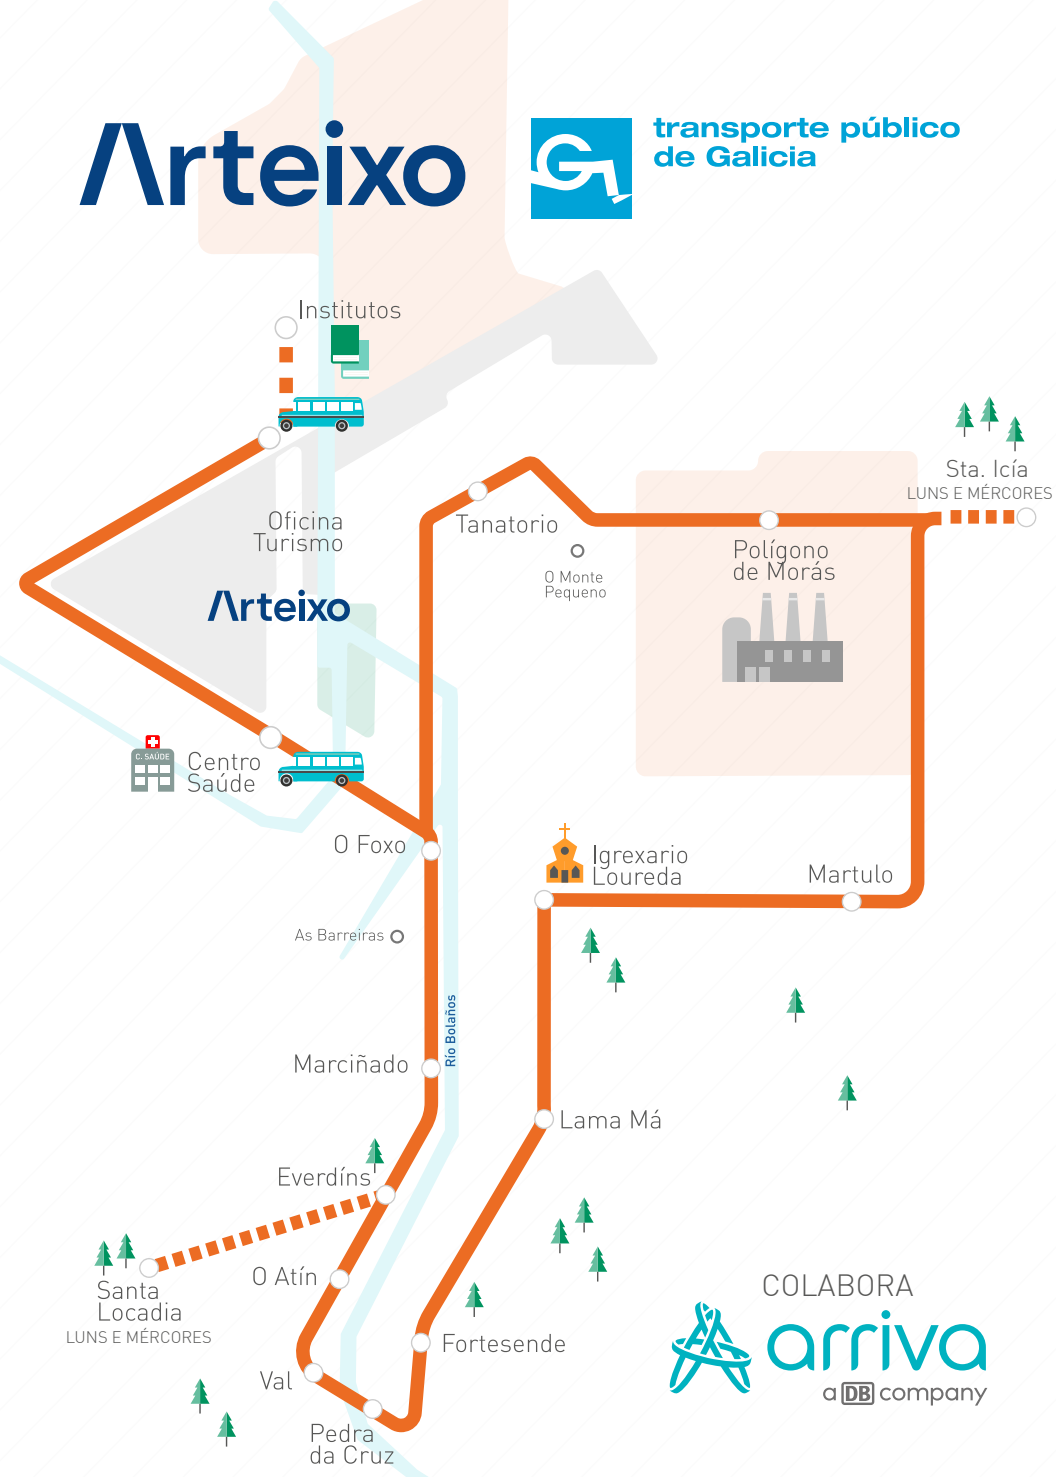 Arteixo
transporte público
de Galicia
Institutos
Sta. Icía
LUNS E MÉRCORES
Oficina
Turismo
Tanatorio
Polígono
de Morás
O Monte
Pequeno
Arteixo
C. SAÚDE
Centro
Saúde
O Foxo
Igrexario
Loureda
Martulo
As Barreiras
Río Bolaños
Marciñado
Lama Má
Everdíns
O Atín
Santa
Locadia
LUNS E MÉRCORES
Fortesende
Val
Pedra
da Cruz
COLABORA
arriva
a DB company